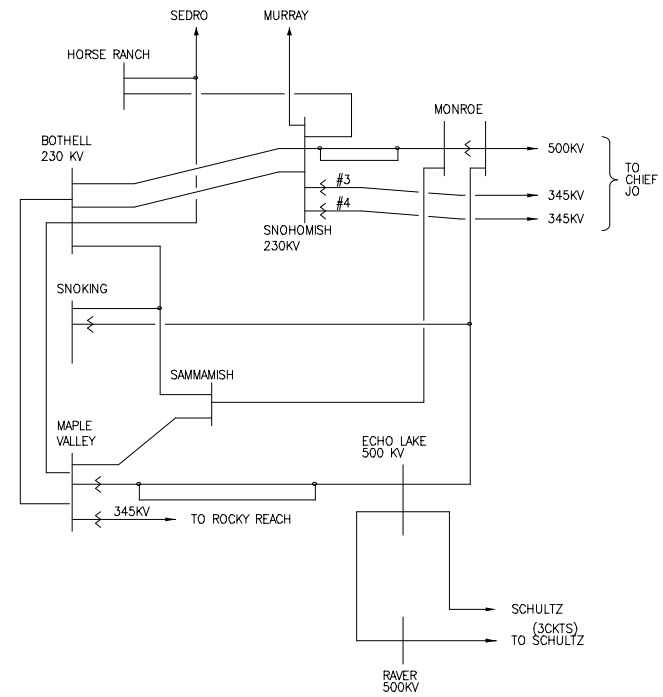 SEDRO
MURRAY
HORSE RANCH
MONROE
BOTHELL
230 KV
500KV
#3
345KV
#4
345KV
TO
CHIEF
JO
SNOHOMISH
230KV
SNOKING
SAMMAMISH
MAPLE
VALLEY
ECHO LAKE
500 KV
345KV
TO ROCKY REACH
SCHULTZ
(3CKTS)
TO SCHULTZ
RAVER
500KV